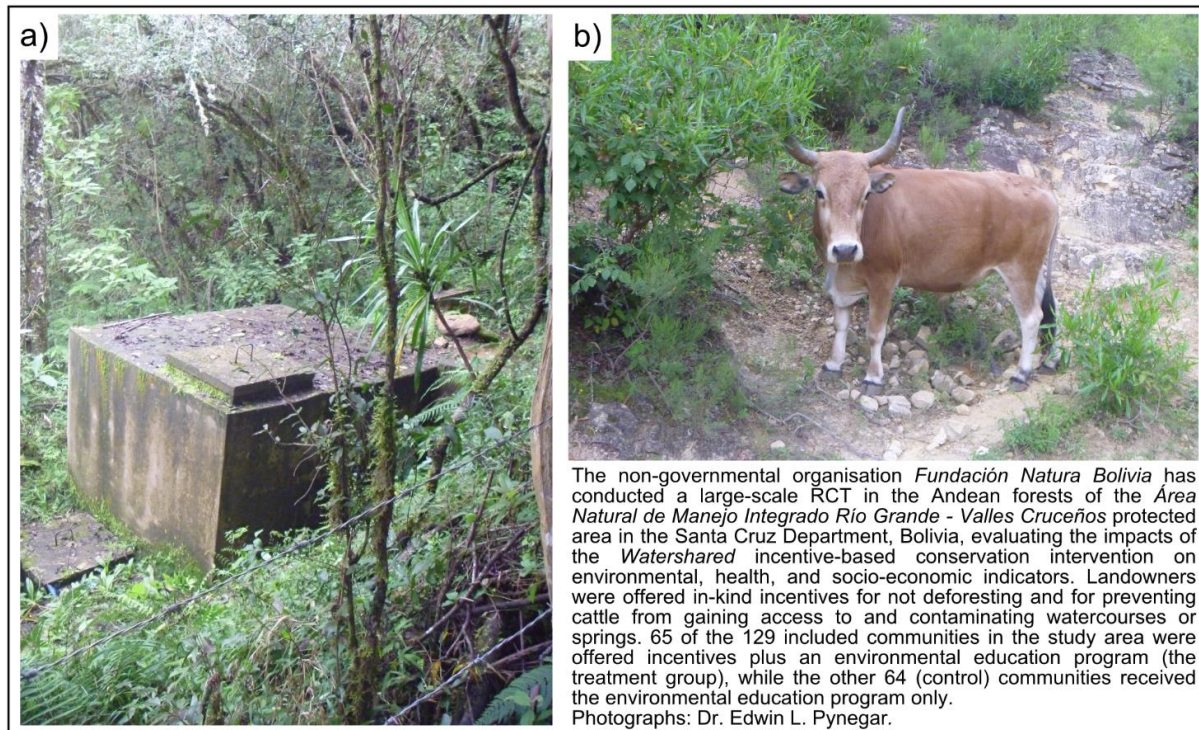 a)
b)
The non-governmental organisation Fundación Natura Bolivia has
conducted a large-scale RCT in the Andean forests of the Área
Natural de Manejo Integrado Río Grande - Valles Cruceños protected
area in the Santa Cruz Department, Bolivia, evaluating the impacts of
the Watershared incentive-based conservation intervention on
environmental, health, and socio-economic indicators. Landowners
were offered in-kind incentives for not deforesting and for preventing
cattle from gaining access to and contaminating watercourses or
springs. 65 of the 129 included communities in the study area were
offered incentives plus an environmental education program (the
treatment group), while the other 64 (control) communities received
the environmental education program only.
Photographs: Dr. Edwin L. Pynegar.